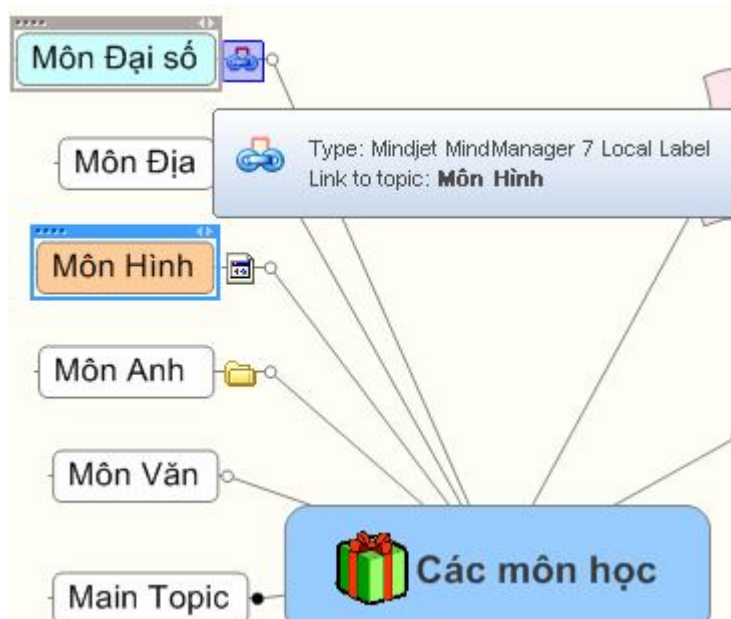 Môn Đại số
Môn Địa
Type: Mindjet MindManager 7 Local Label
Link to topic: Môn Hình
Môn Hình
Môn Anh
Môn Văn
Các môn học
Main Topic